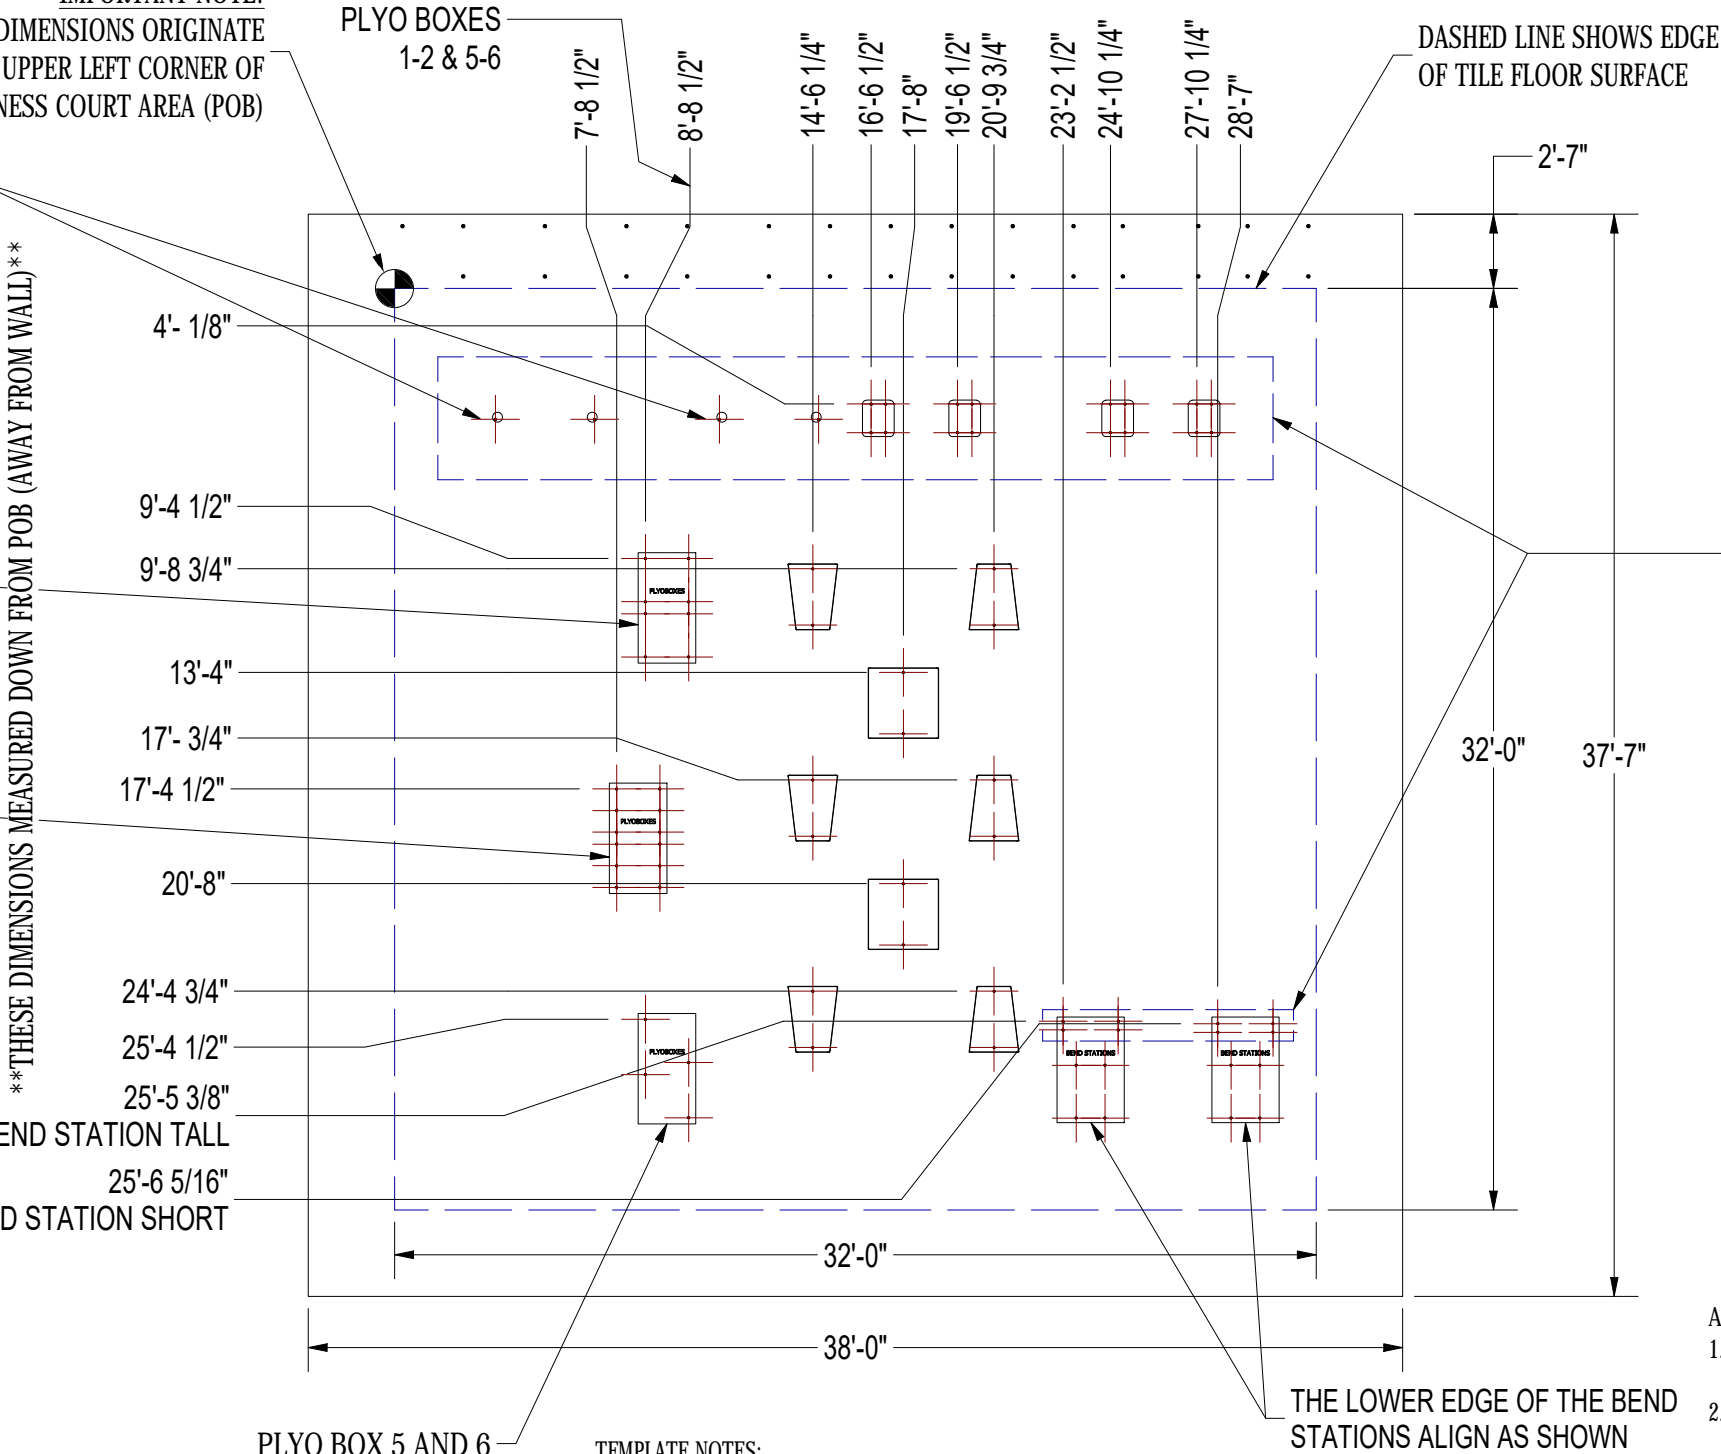 IMPORTANT NOTE:
DIMENSIONS ORIGINATE
UPPER LEFT CORNER OF
NESS COURT AREA (POB)
PLYO BOXES
1-2 & 5-6
7'-8 1/2"
8'-8 1/2"
14'-6 1/4"
16'-6 1/2"
17'-8"
19'-6 1/2"
20'-9 3/4"
23'-2 1/2"
24'-10 1/4"
27'-10 1/4"
28'-7"
DASHED LINE SHOWS EDGE
OF TILE FLOOR SURFACE
2'-7"
**THESE DIMENSIONS MEASURED DOWN FROM POB (AWAY FROM WALL)**
4'- 1/8"
9'-4 1/2"
9'-8 3/4"
13'-4"
17'- 3/4"
17'-4 1/2"
20'-8"
24'-4 3/4"
25'-4 1/2"
25'-5 3/8"
END STATION TALL
25'-6 5/16"
D STATION SHORT
PLYOBOXES
PLYOBOXES
PLYOBOXES
BEND STATIONS
BEND STATIONS
32'-0"
37'-7"
32'-0"
38'-0"
THE LOWER EDGE OF THE BEND
STATIONS ALIGN AS SHOWN
PLYO BOX 5 AND 6
TEMPLATE NOTES:
A
1.
2.